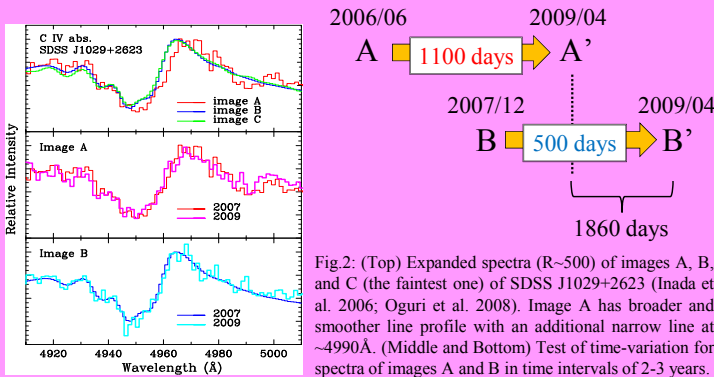 C IV abs.
SDSS J1029+2623
image A
image B
image C
Image A
2007
2009
Image B
2007
2009
Relative Intensity
4920 4940 4960 4980 5000
Wavelength (Å)
2006/06 2009/04
A 1100 days A’
2007/12 2009/04
B 500 days B’
1860 days
Fig.2: (Top) Expanded spectra (R~500) of images A, B,
and C (the faintest one) of SDSS J1029+2623 (Inada et
al. 2006; Oguri et al. 2008). Image A has broader and
smoother line profile with an additional narrow line at
~4990Å. (Middle and Bottom) Test of time-variation for
spectra of images A and B in time intervals of 2-3 years.